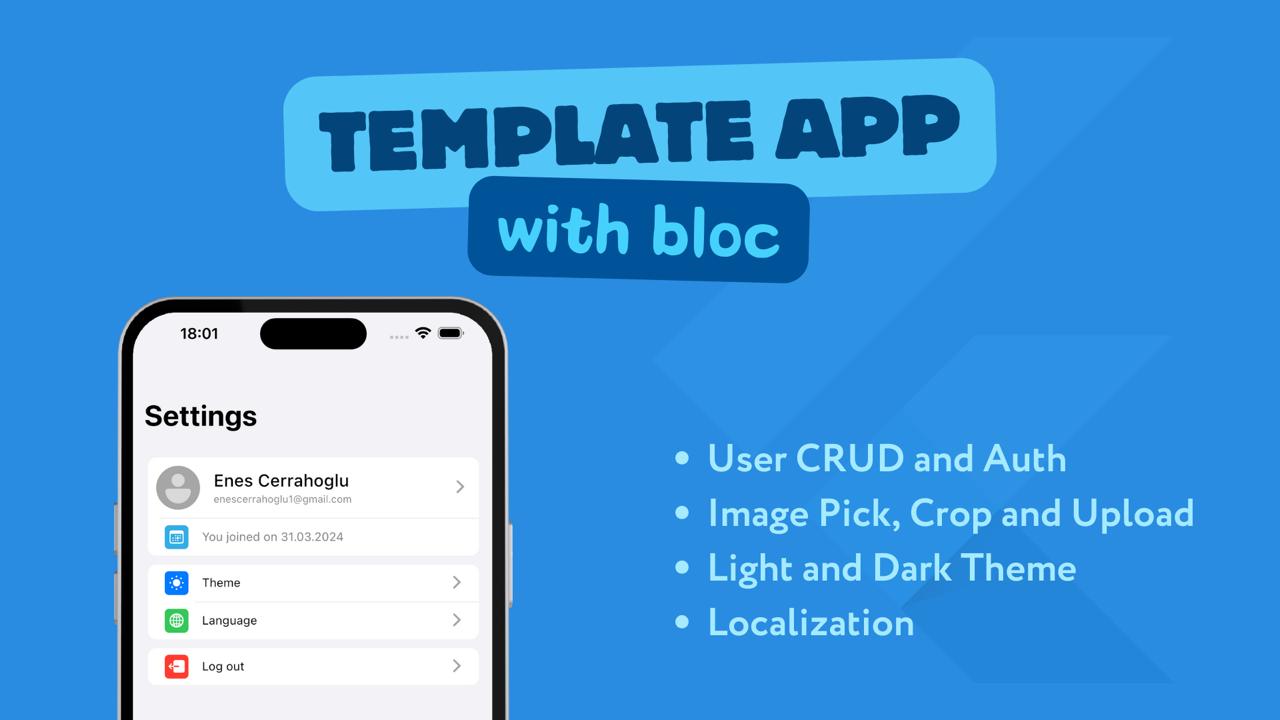 TEMPLATE APP
with bloc
18:01
Settings
Enes Cerrahoglu
enescerrahoglu1@gmail.com
You joined on 31.03.2024
Theme
Language
Log out
User CRUD and Auth
Image Pick, Crop and Upload
Light and Dark Theme
Localization